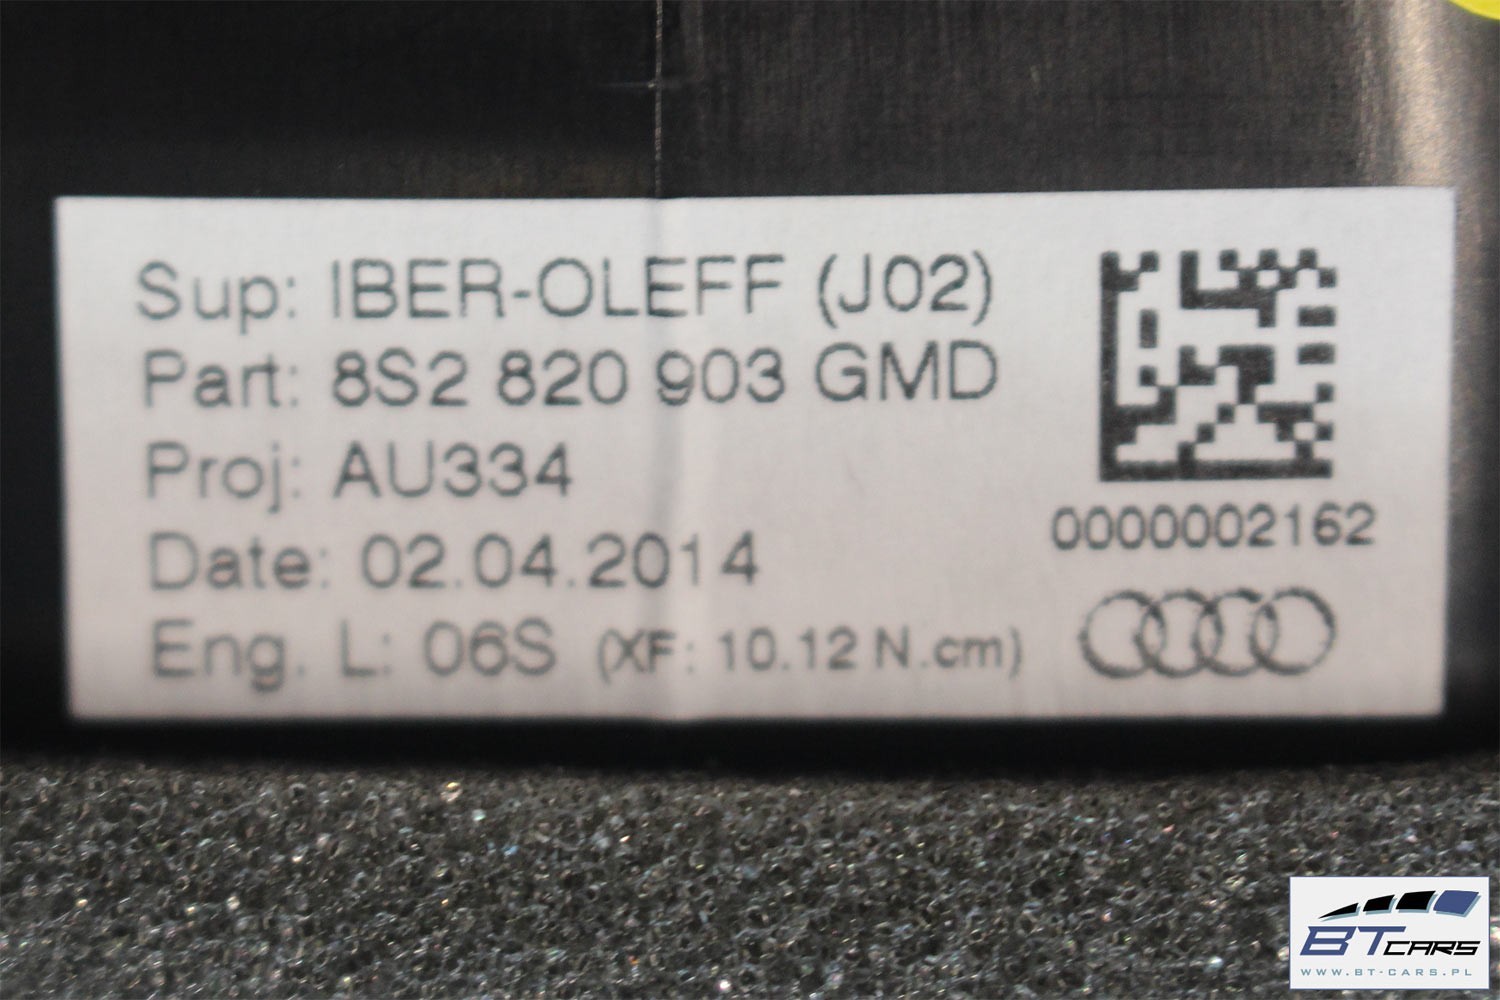 Sup: IBER-OLEFF (J02)
Part: 8S2 820 903 GMD
Proj: AU334
Date: 02.04.2014
Eng. L: 06S (XF: 10.12 N.cm)
0000002162
BT CARS
WWW.BT-CARS.PL